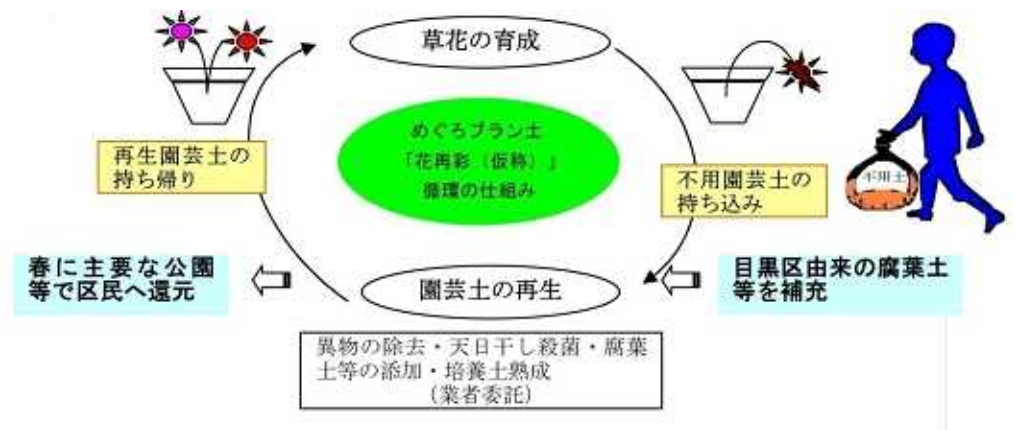 草花の育成
めぐろブラン土
「花再彩（仮称）」
循環の仕組み
再生園芸土の
持ち帰り
不用園芸土の
持ち込み
不用土
春に主要な公園
等で区民へ還元
園芸土の再生
目黒区由来の腐葉土
等を補充
異物の除去・天日干し殺菌・腐葉
土等の添加・培養土熟成
（業者委託）